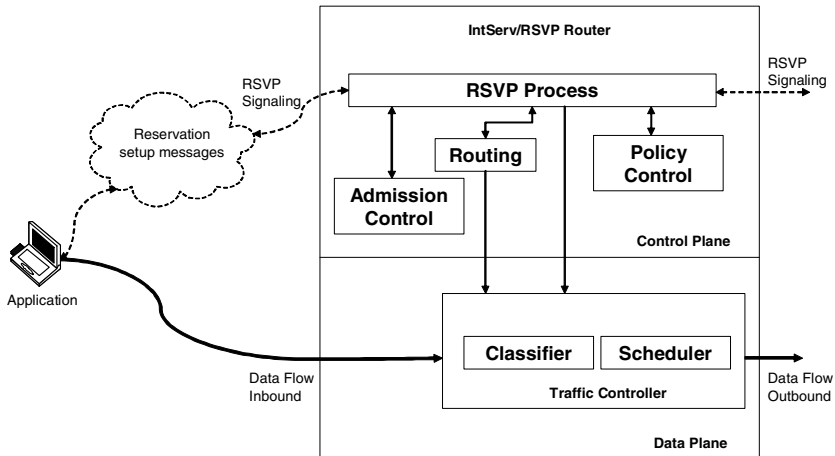 IntServ/RSVP Router
RSVP
Signaling
RSVP
Signaling
RSVP Process
Reservation
setup messages
Routing
Policy
Control
Admission
Control
Control Plane
Application
Classifier
Scheduler
Data Flow
Inbound
Traffic Controller
Data Flow
Outbound
Data Plane